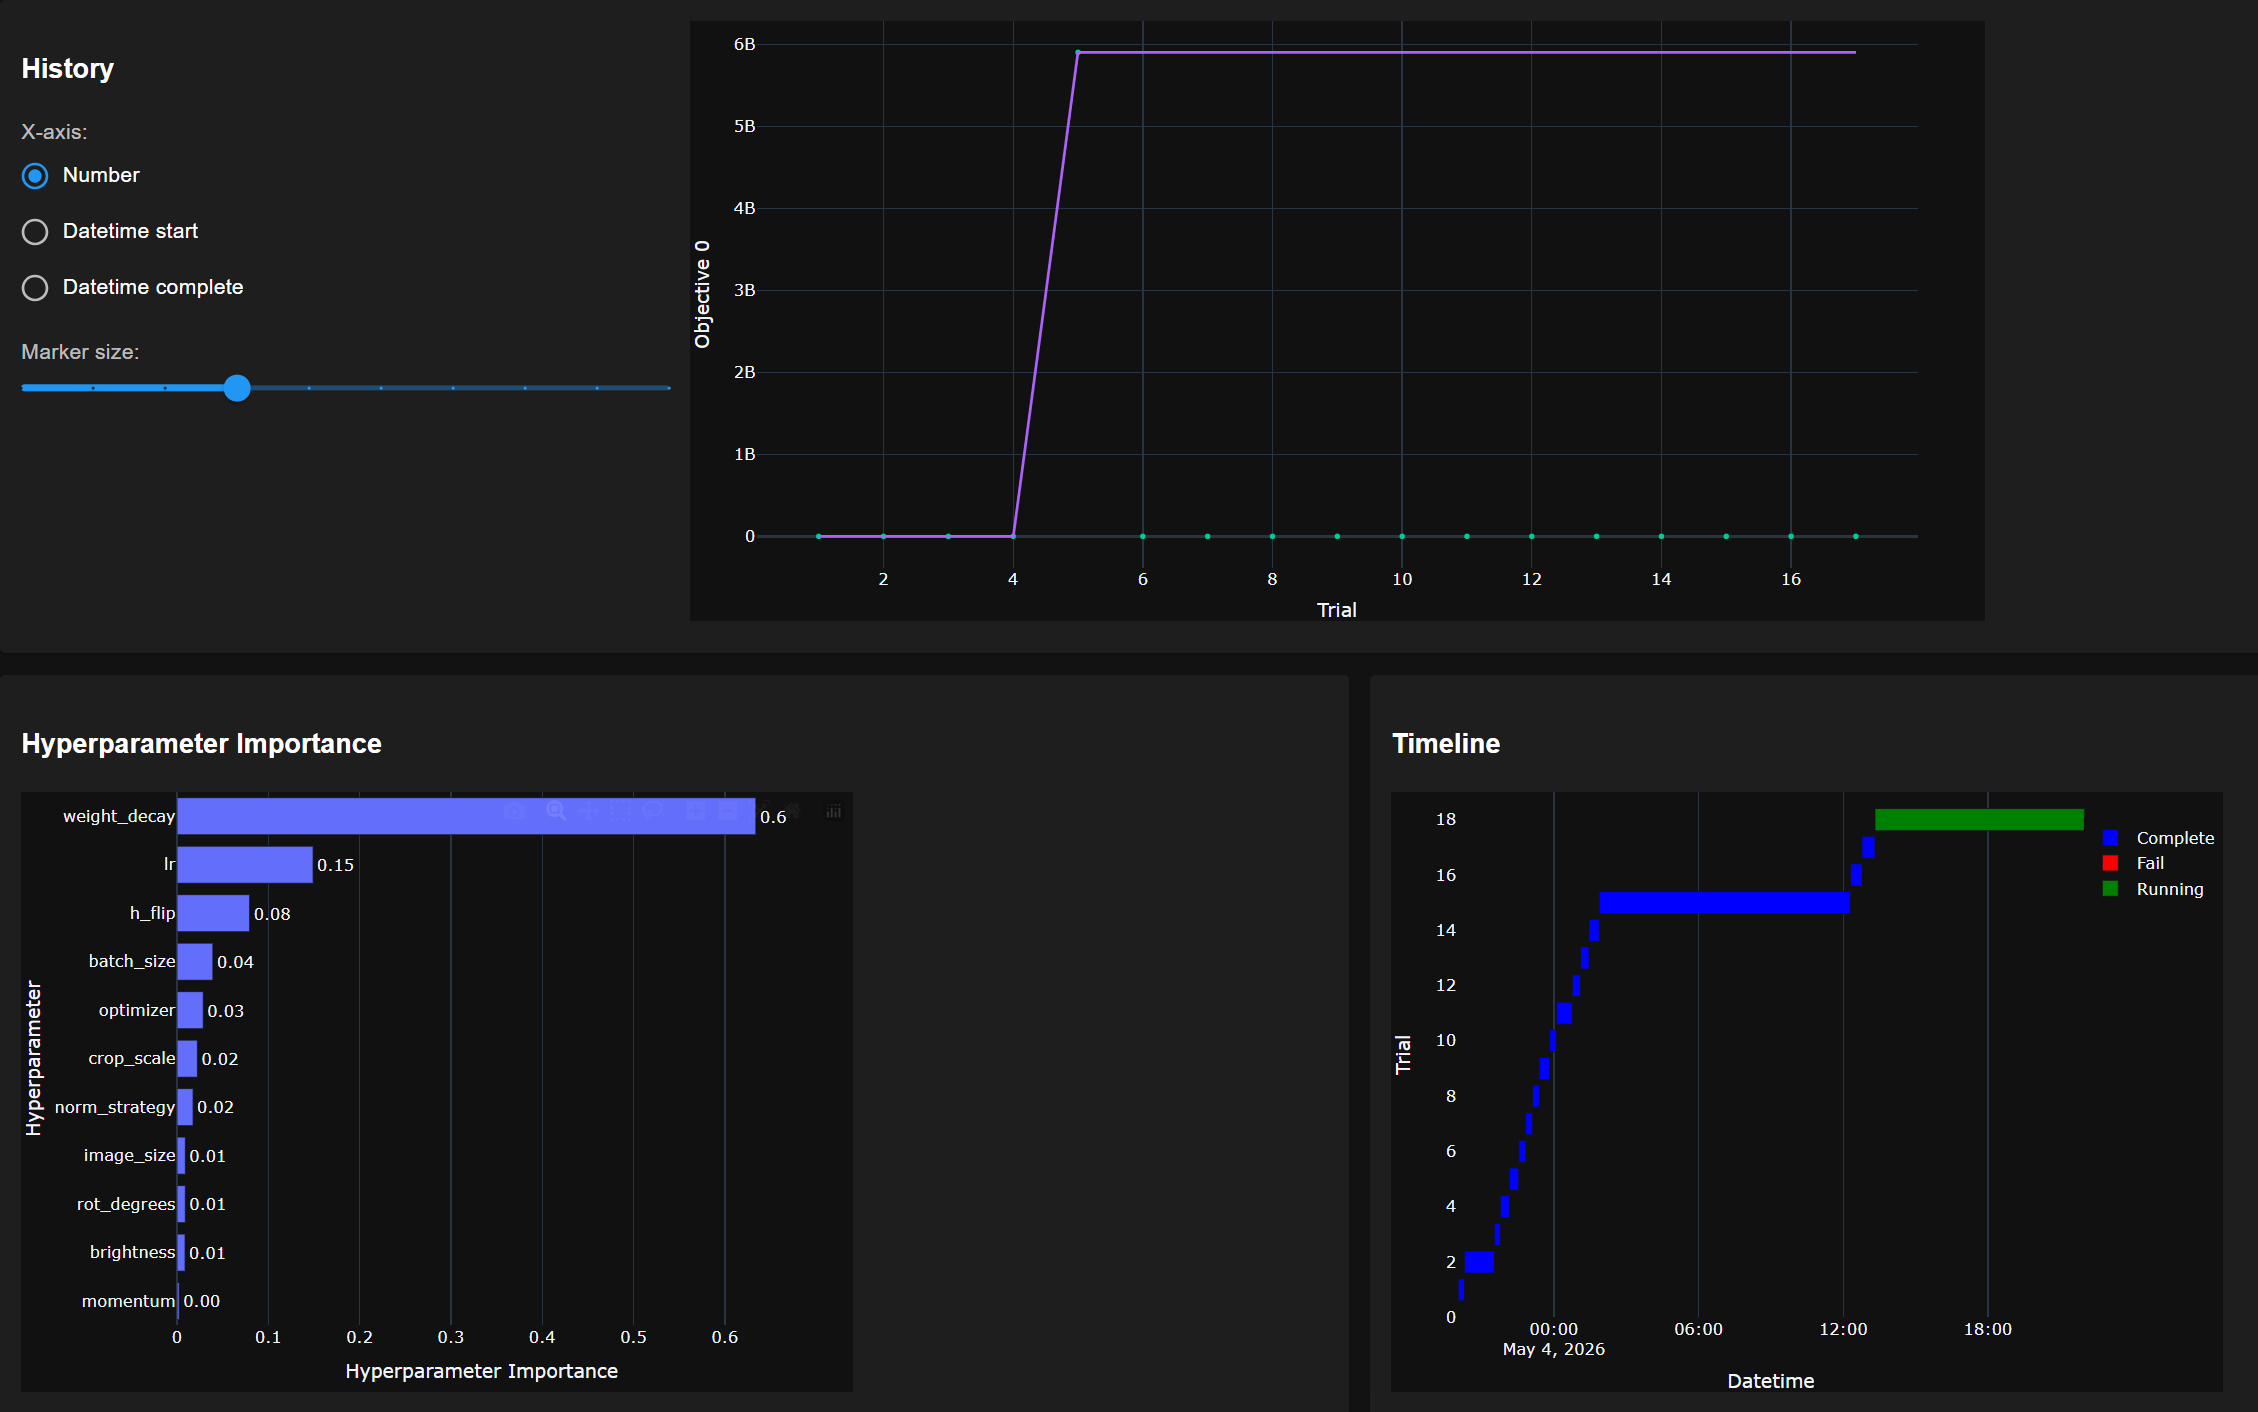 History
X-axis:
Number
Datetime start
Datetime complete
Marker size:
6B
5B
4B
3B
2B
1B
0
Objective 0
2 4 6 8 10 12 14 16
Trial
Hyperparameter Importance
weight_decay 0.6
lr 0.15
h_flip 0.08
batch_size 0.04
optimizer 0.03
crop_scale 0.02
norm_strategy 0.02
image_size 0.01
rot_degrees 0.01
brightness 0.01
momentum 0.00
Hyperparameter
0 0.1 0.2 0.3 0.4 0.5 0.6
Hyperparameter Importance
Timeline
18
16
14
12
10
8
6
4
2
0
Trial
Complete
Fail
Running
00:00 06:00 12:00 18:00
May 4, 2026
Datetime